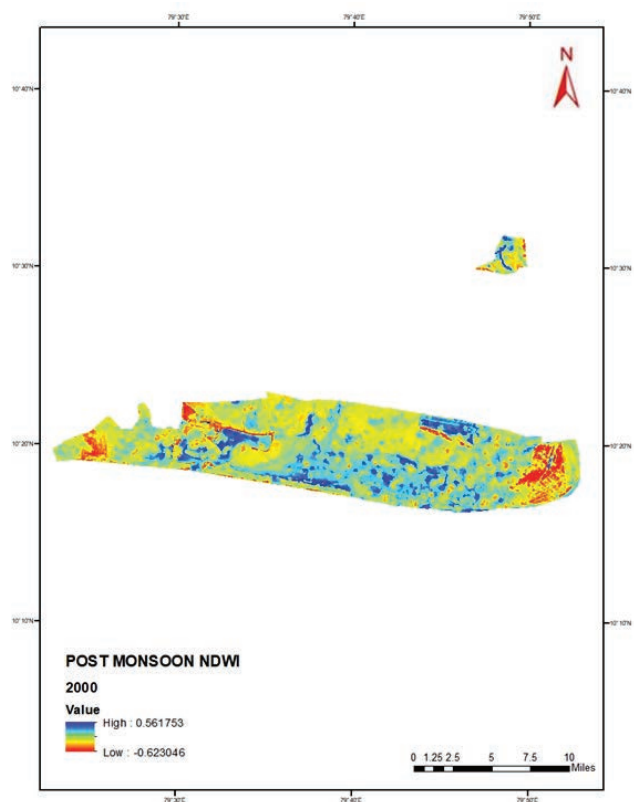 79°30'E 79°40'E 79°50'E
N
10°40'N 10°40'N
10°30'N 10°30'N
10°20'N 10°20'N
10°10'N 10°10'N
POST MONSOON NDWI
2000
Value
High : 0.561753
Low : -0.623046
0 1.25 2.5 5 7.5 10
Miles
79°30'E 79°40'E 79°50'E